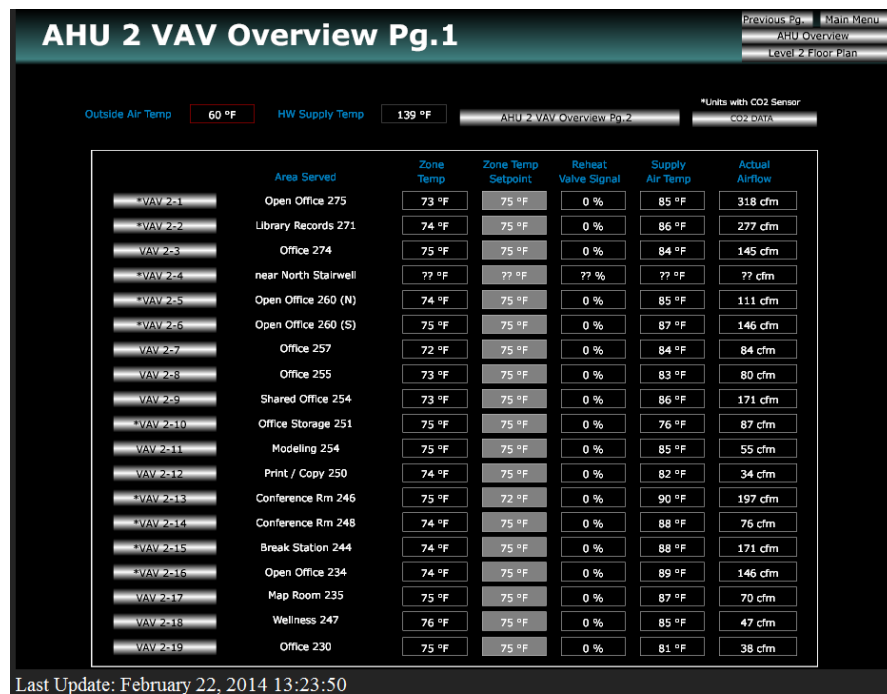 AHU 2 VAV Overview Pg.1
Previous Pg. Main Menu
AHU Overview
Level 2 Floor Plan
*Units with CO2 Sensor
Outside Air Temp 60 °F HW Supply Temp 139 °F AHU 2 VAV Overview Pg.2 CO2 DATA
Area Served Zone Temp Zone Temp Setpoint Reheat Valve Signal Supply Air Temp Actual Airflow
*VAV 2-1 Open Office 275 73 °F 75 °F 0 % 85 °F 318 cfm
*VAV 2-2 Library Records 271 74 °F 75 °F 0 % 86 °F 277 cfm
VAV 2-3 Office 274 75 °F 75 °F 0 % 84 °F 145 cfm
*VAV 2-4 near North Stairwell ?? °F ?? °F ?? % ?? °F ?? cfm
*VAV 2-5 Open Office 260 (N) 74 °F 75 °F 0 % 85 °F 111 cfm
*VAV 2-6 Open Office 260 (S) 75 °F 75 °F 0 % 87 °F 146 cfm
VAV 2-7 Office 257 72 °F 75 °F 0 % 84 °F 84 cfm
VAV 2-8 Office 255 73 °F 75 °F 0 % 83 °F 80 cfm
VAV 2-9 Shared Office 254 73 °F 75 °F 0 % 86 °F 171 cfm
*VAV 2-10 Office Storage 251 75 °F 75 °F 0 % 76 °F 87 cfm
VAV 2-11 Modeling 254 75 °F 75 °F 0 % 85 °F 55 cfm
VAV 2-12 Print / Copy 250 74 °F 75 °F 0 % 82 °F 34 cfm
*VAV 2-13 Conference Rm 246 75 °F 72 °F 0 % 90 °F 197 cfm
*VAV 2-14 Conference Rm 248 74 °F 75 °F 0 % 88 °F 76 cfm
*VAV 2-15 Break Station 244 74 °F 75 °F 0 % 88 °F 171 cfm
*VAV 2-16 Open Office 234 74 °F 75 °F 0 % 89 °F 146 cfm
VAV 2-17 Map Room 235 75 °F 75 °F 0 % 87 °F 70 cfm
VAV 2-18 Wellness 247 76 °F 75 °F 0 % 85 °F 47 cfm
VAV 2-19 Office 230 75 °F 75 °F 0 % 81 °F 38 cfm
Last Update: February 22, 2014 13:23:50